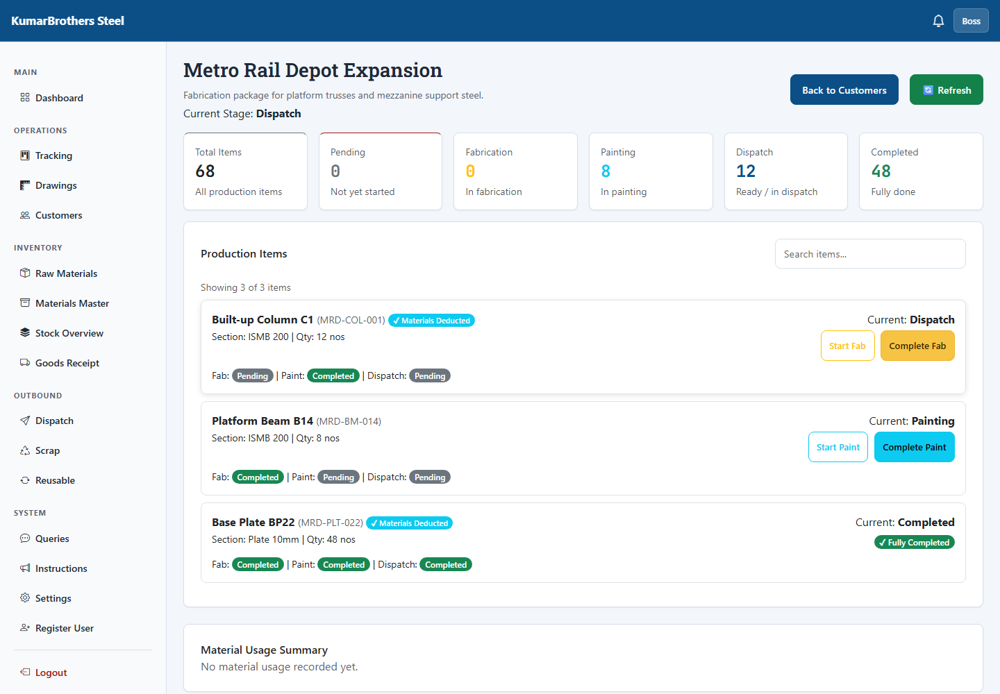 KumarBrothers Steel
Boss
MAIN
Dashboard
OPERATIONS
Tracking
Drawings
Customers
INVENTORY
Raw Materials
Materials Master
Stock Overview
Goods Receipt
OUTBOUND
Dispatch
Scrap
Reusable
SYSTEM
Queries
Instructions
Settings
Register User
Logout
Metro Rail Depot Expansion
Fabrication package for platform trusses and mezzanine support steel.
Current Stage: Dispatch
Back to Customers
Refresh
Total Items
68
All production items
Pending
0
Not yet started
Fabrication
0
In fabrication
Painting
8
In painting
Dispatch
12
Ready / in dispatch
Completed
48
Fully done
Production Items
Search items...
Showing 3 of 3 items
Built-up Column C1 (MRD-COL-001) ✓ Materials Deducted
Section: ISMB 200 | Qty: 12 nos
Fab: Pending | Paint: Completed | Dispatch: Pending
Current: Dispatch
Start Fab
Complete Fab
Platform Beam B14 (MRD-BM-014)
Section: ISMB 200 | Qty: 8 nos
Fab: Completed | Paint: Pending | Dispatch: Pending
Current: Painting
Start Paint
Complete Paint
Base Plate BP22 (MRD-PLT-022) ✓ Materials Deducted
Section: Plate 10mm | Qty: 48 nos
Fab: Completed | Paint: Completed | Dispatch: Completed
Current: Completed
✓ Fully Completed
Material Usage Summary
No material usage recorded yet.